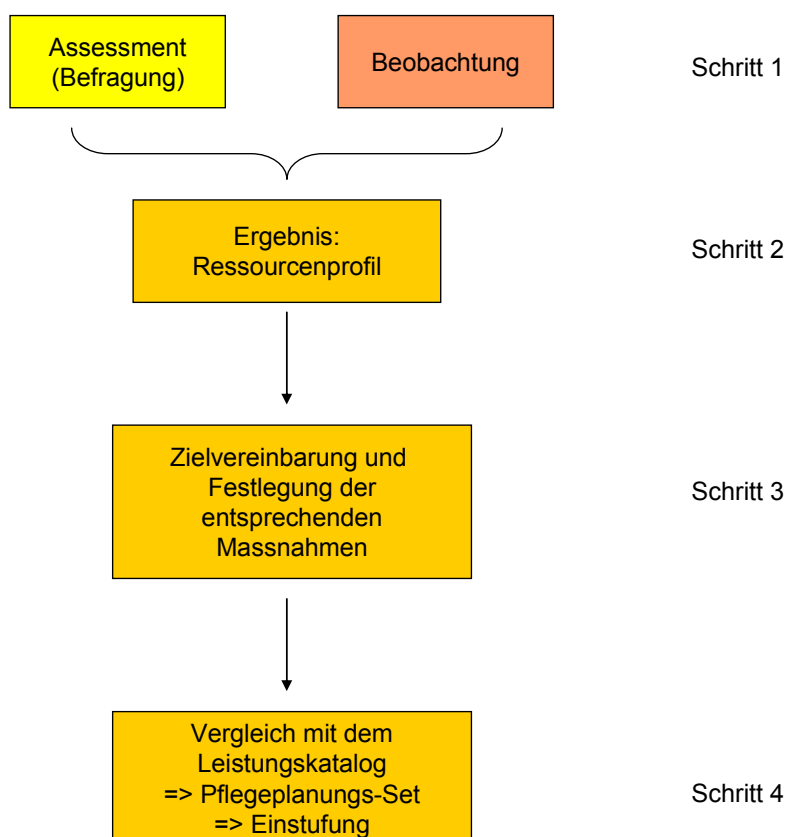 Assessment
(Befragung)
Beobachtung
Schritt 1
Ergebnis:
Ressourcenprofil
Schritt 2
Zielvereinbarung und
Festlegung der
entsprechenden
Massnahmen
Schritt 3
Vergleich mit dem
Leistungskatalog
=> Pflegeplanungs-Set
=> Einstufung
Schritt 4